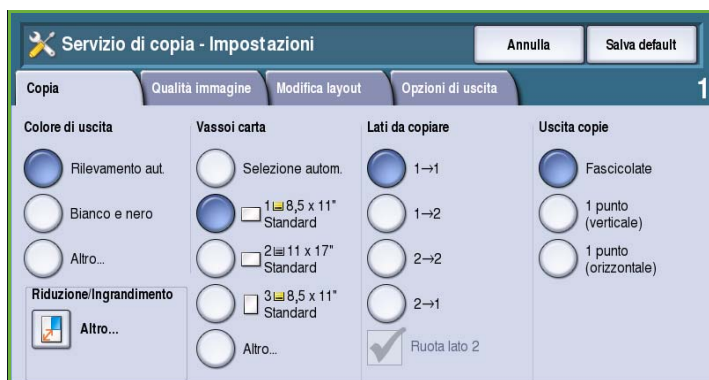 Servizio di copia - Impostazioni
Annulla
Salva default
Copia
Qualità immagine
Modifica layout
Opzioni di uscita
1
Colore di uscita
Rilevamento aut.
Bianco e nero
Altro...
Riduzione/Ingrandimento
Altro...
Vassoi carta
Selezione autom.
1 8,5 x 11"
Standard
2 11 x 17"
Standard
3 8,5 x 11"
Standard
Altro...
Lati da copiare
1→1
1→2
2→2
2→1
Ruota lato 2
Uscita copie
Fascicolate
1 punto
(verticale)
1 punto
(orizzontale)